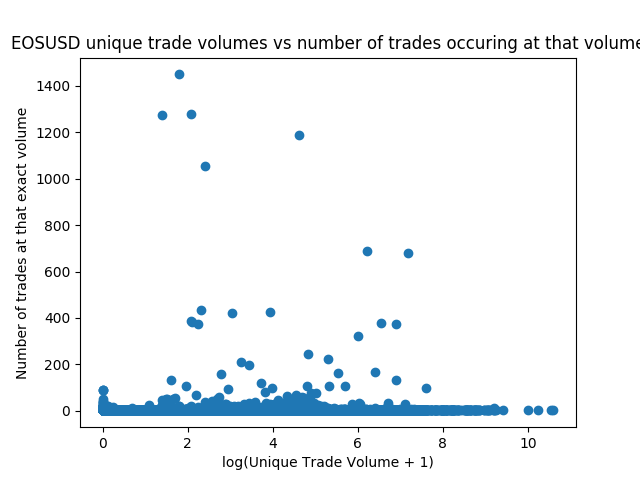 EOSUSD unique trade volumes vs number of trades occuring at that volume
1400
1200
1000
800
600
400
200
0
Number of trades at that exact volume
0 2 4 6 8 10
log(Unique Trade Volume + 1)